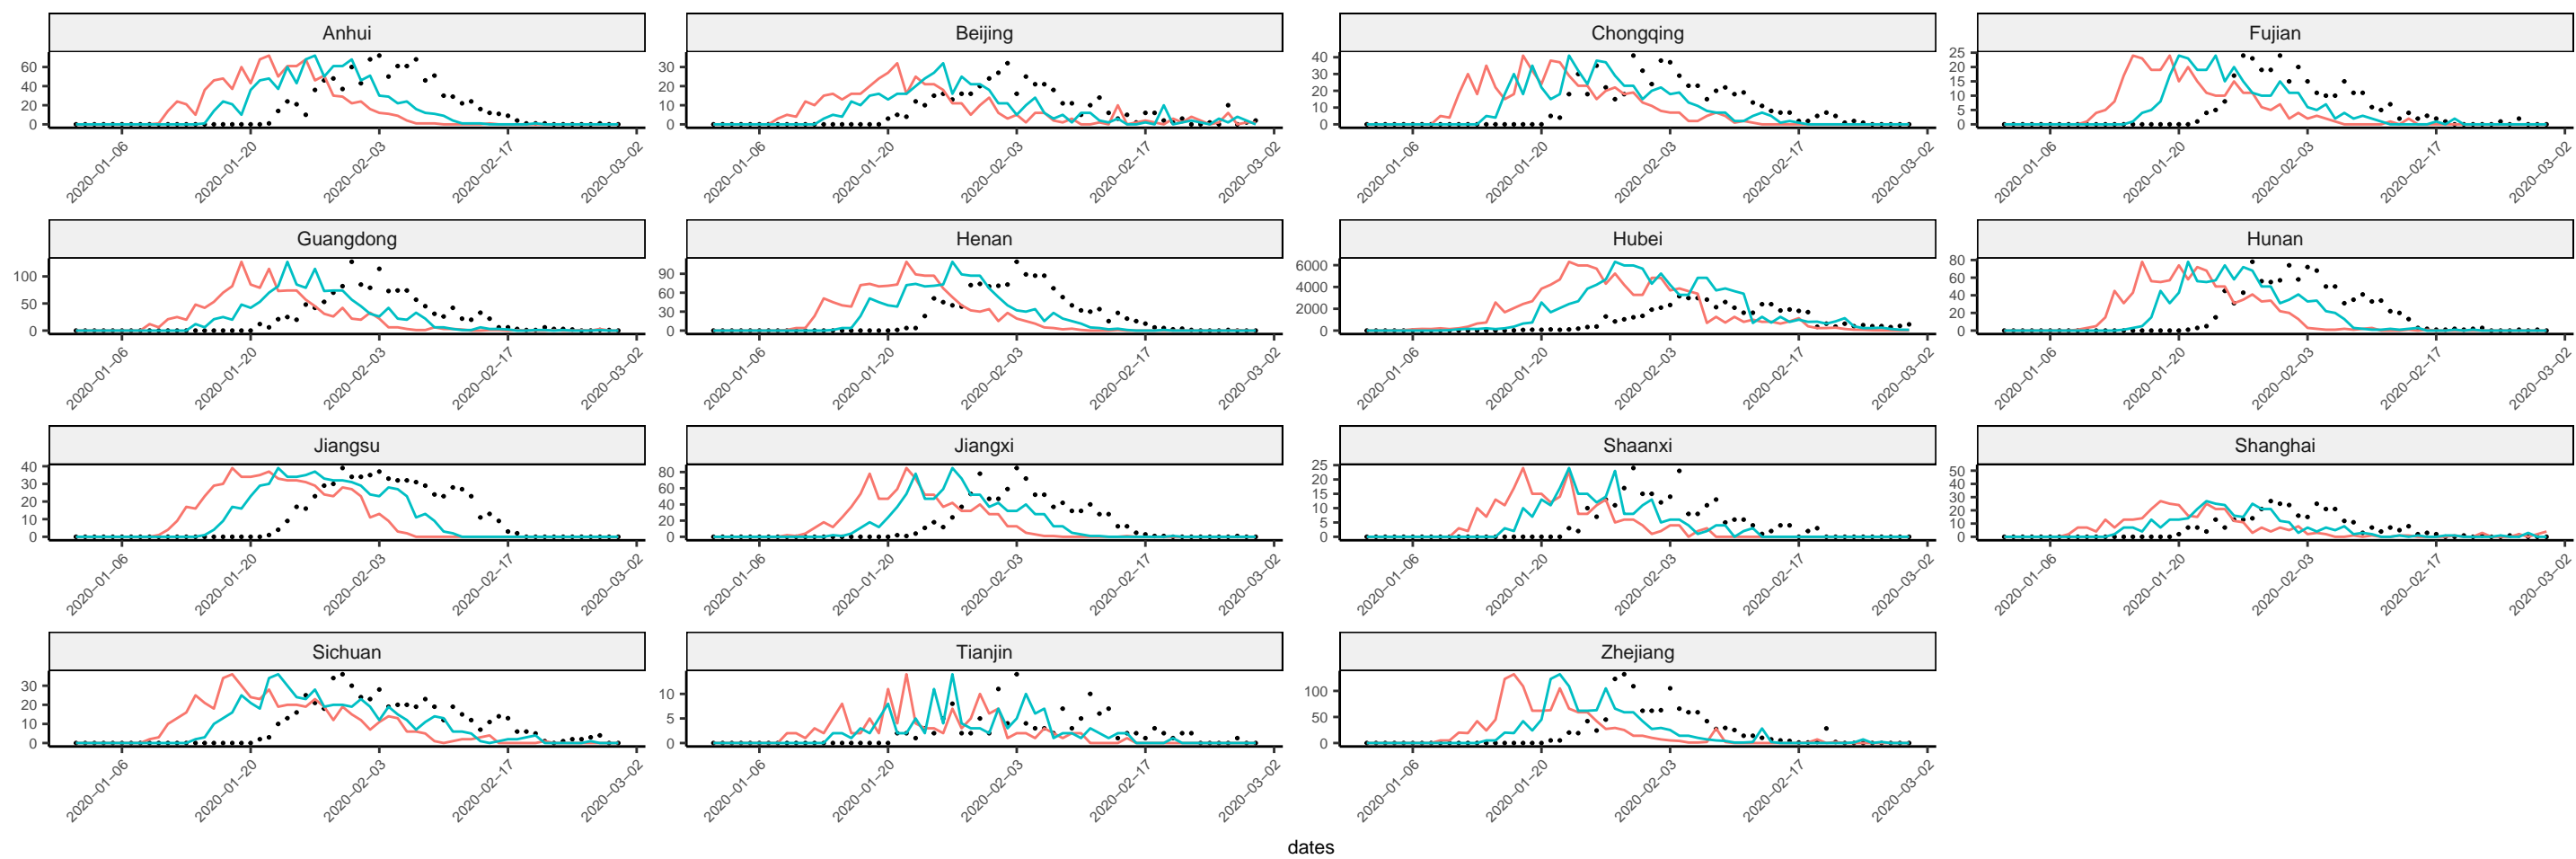 Anhui Beijing Chongqing Fujian
60 30 40 25
40 20 30 20
20 10 20 15
0 0 10 10
0 5
0
2020−01−06 2020−01−20 2020−02−03 2020−02−17 2020−03−02 2020−01−06 2020−01−20 2020−02−03 2020−02−17 2020−03−02 2020−01−06 2020−01−20 2020−02−03 2020−02−17 2020−03−02 2020−01−06 2020−01−20 2020−02−03 2020−02−17 2020−03−02
Guangdong Henan Hubei Hunan
100 90 6000 80
50 60 4000 60
0 30 2000 40
0 0 20
0
2020−01−06 2020−01−20 2020−02−03 2020−02−17 2020−03−02 2020−01−06 2020−01−20 2020−02−03 2020−02−17 2020−03−02 2020−01−06 2020−01−20 2020−02−03 2020−02−17 2020−03−02 2020−01−06 2020−01−20 2020−02−03 2020−02−17 2020−03−02
Jiangsu Jiangxi Shaanxi Shanghai
40 80 25 50
30 60 20 40
20 40 15 30
10 20 10 20
0 0 5 10
0 0
2020−01−06 2020−01−20 2020−02−03 2020−02−17 2020−03−02 2020−01−06 2020−01−20 2020−02−03 2020−02−17 2020−03−02 2020−01−06 2020−01−20 2020−02−03 2020−02−17 2020−03−02 2020−01−06 2020−01−20 2020−02−03 2020−02−17 2020−03−02
Sichuan Tianjin Zhejiang
30 10 100
20 5 50
10 0 0
0
2020−01−06 2020−01−20 2020−02−03 2020−02−17 2020−03−02 2020−01−06 2020−01−20 2020−02−03 2020−02−17 2020−03−02 2020−01−06 2020−01−20 2020−02−03 2020−02−17 2020−03−02
dates